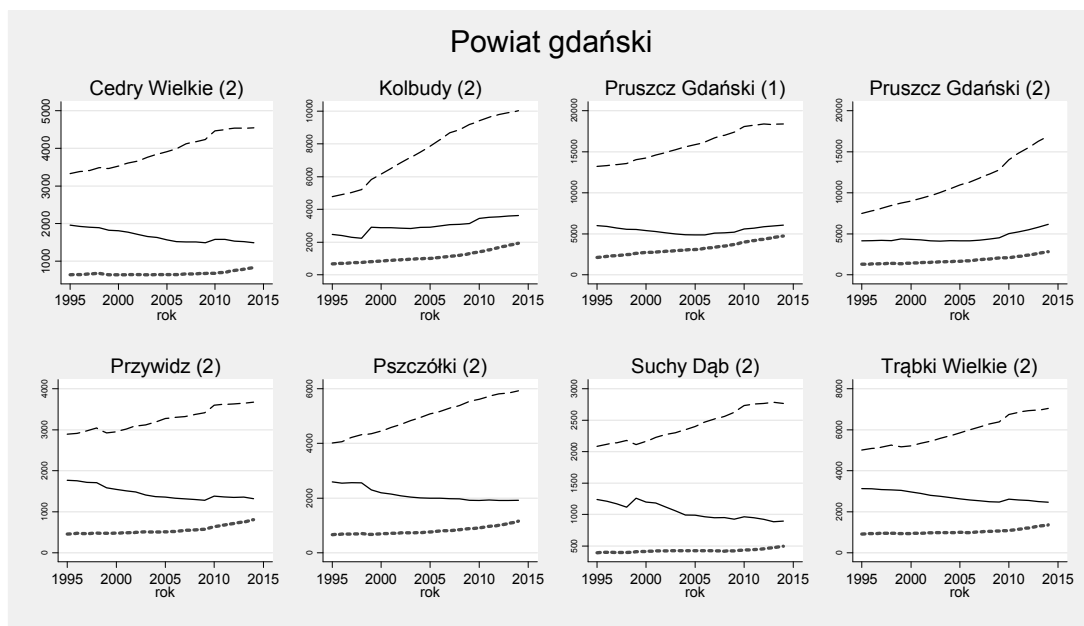 Powiat gdański
Cedry Wielkie (2)
5000
4000
3000
2000
1000
1995 2000 2005 2010 2015
rok
Kolbudy (2)
10000
8000
6000
4000
2000
0
1995 2000 2005 2010 2015
rok
Pruszcz Gdański (1)
20000
15000
10000
5000
0
1995 2000 2005 2010 2015
rok
Pruszcz Gdański (2)
20000
15000
10000
5000
0
1995 2000 2005 2010 2015
rok
Przywidz (2)
4000
3000
2000
1000
0
1995 2000 2005 2010 2015
rok
Pszczółki (2)
6000
4000
2000
0
1995 2000 2005 2010 2015
rok
Suchy Dąb (2)
3000
2500
2000
1500
1000
500
1995 2000 2005 2010 2015
rok
Trąbki Wielkie (2)
8000
6000
4000
2000
0
1995 2000 2005 2010 2015
rok